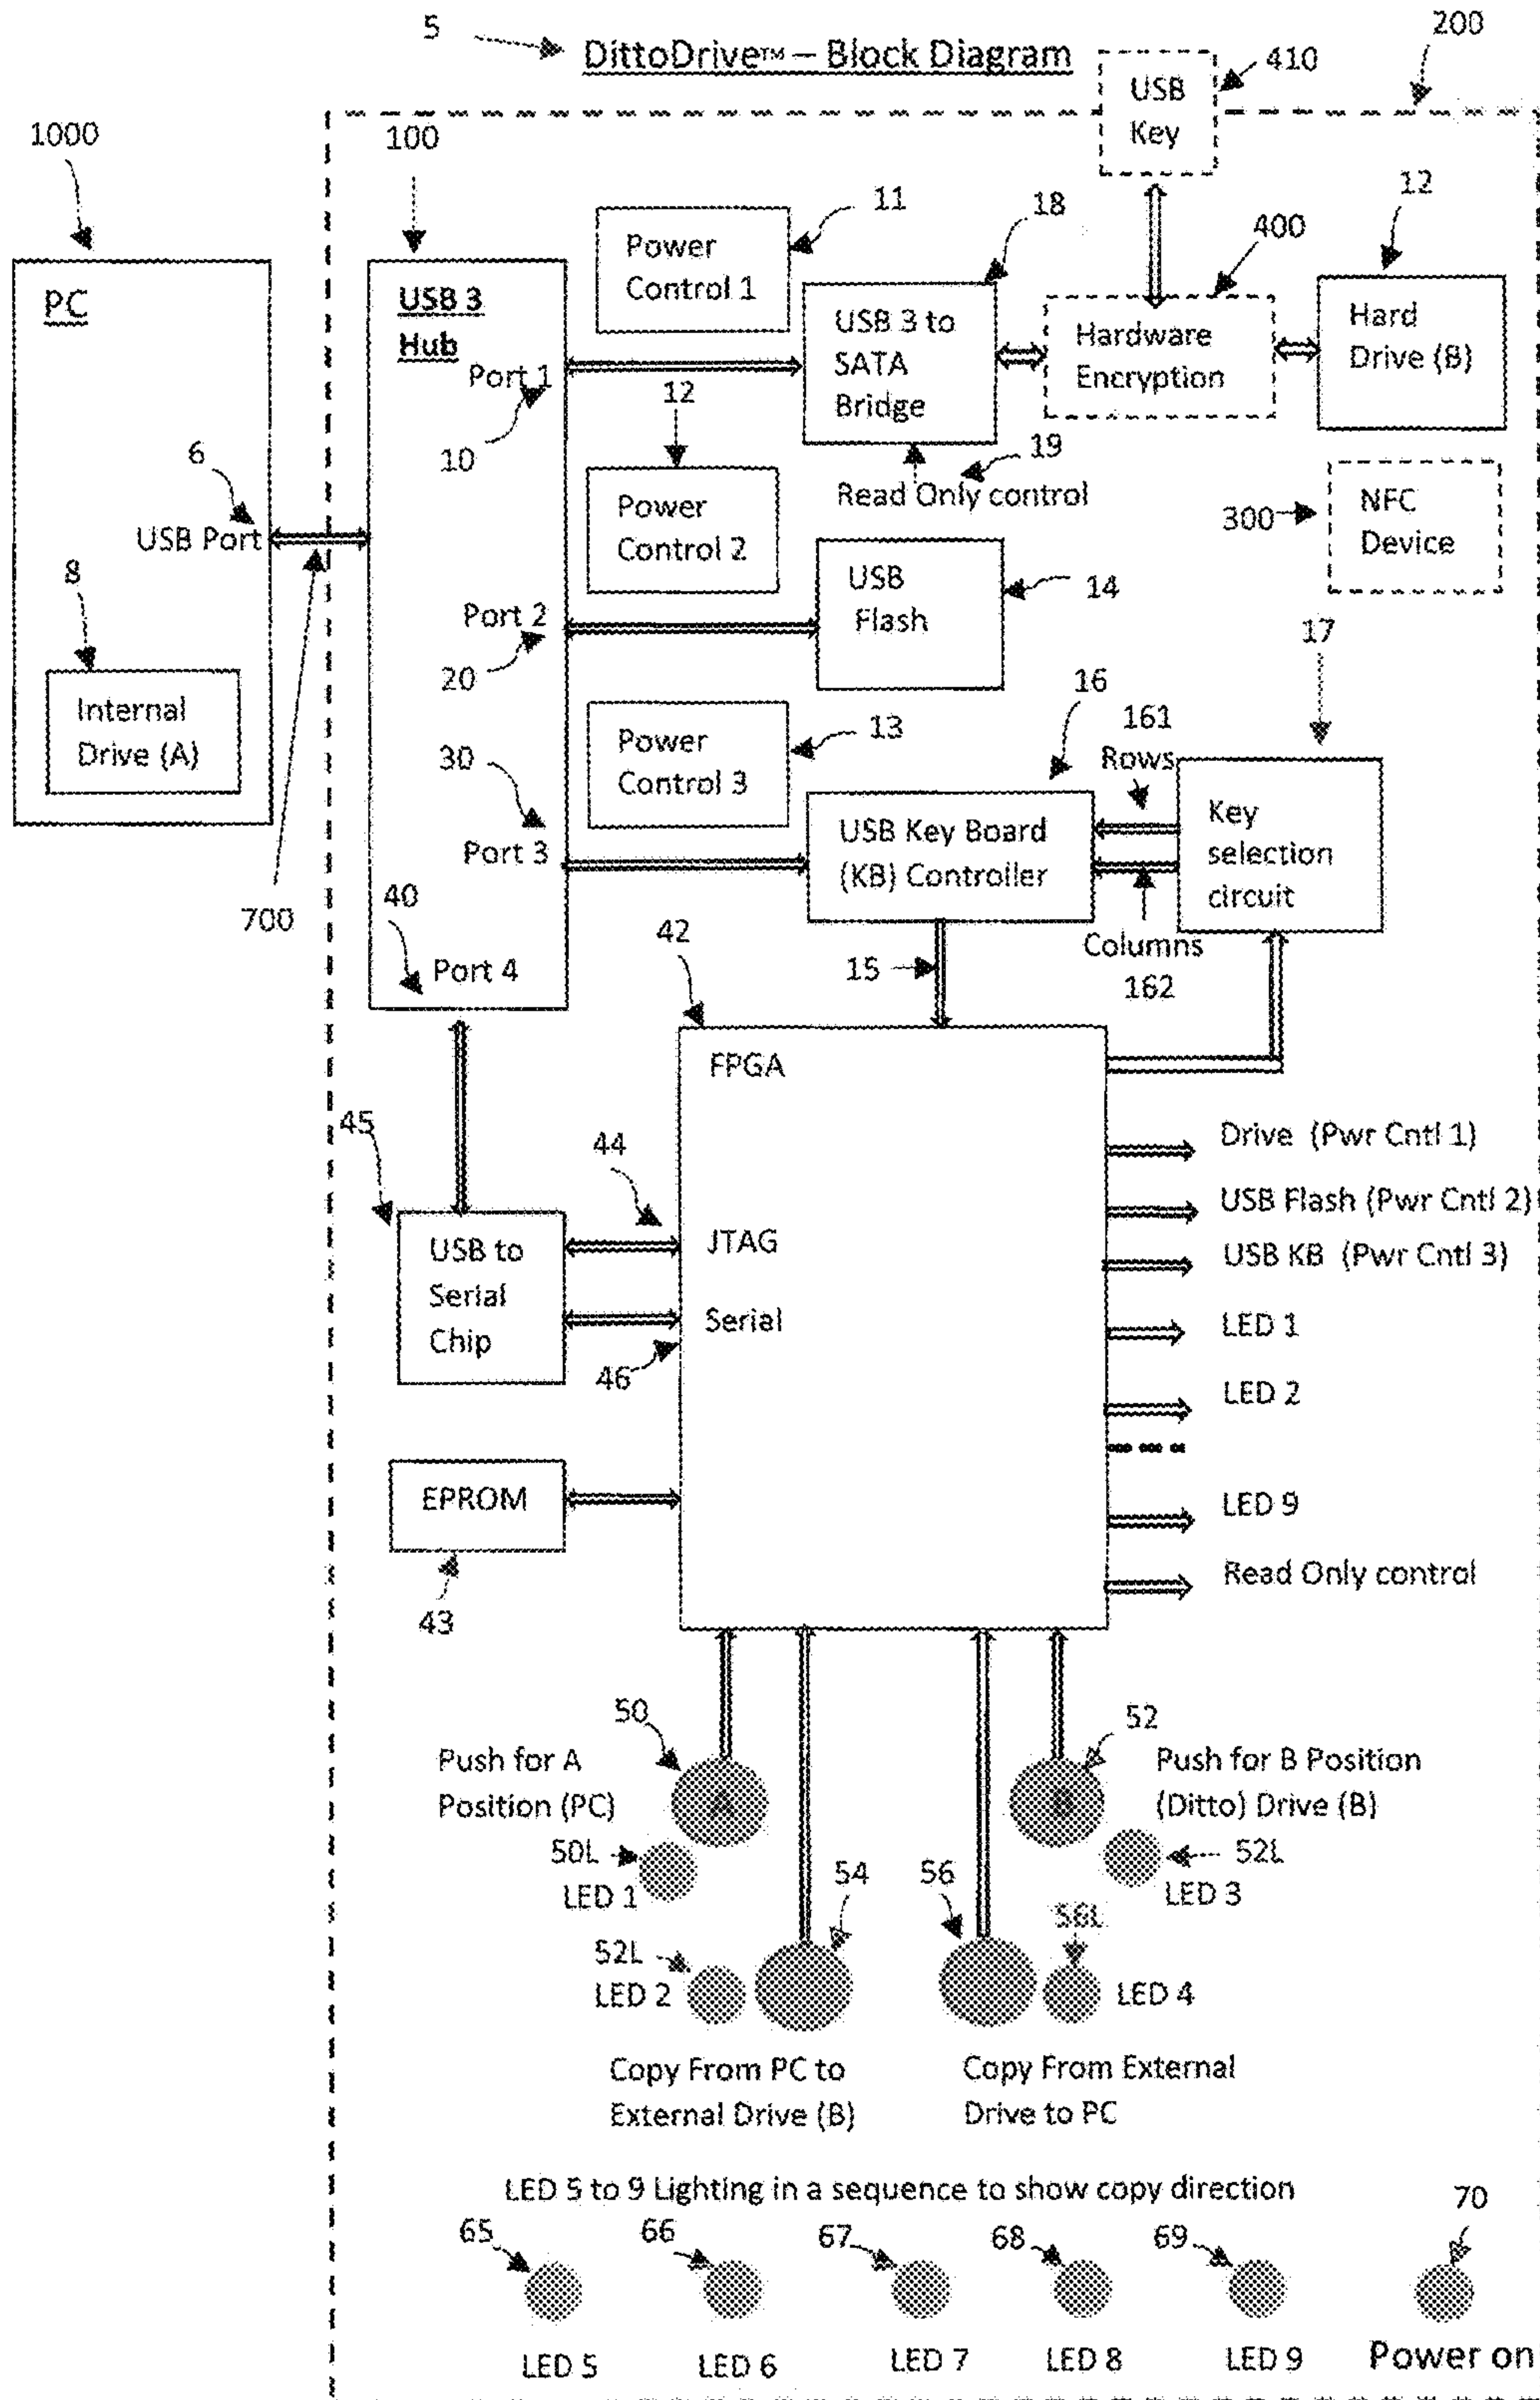 5
DittoDrive™ – Block Diagram
200
USB
Key
410
1000
100
11
18
12
400
PC
USB 3
Hub
Power
Control 1
USB 3 to
SATA
Bridge
Hardware
Encryption
Hard
Drive (B)
Port 1
10
12
19
Read Only control
6
USB Port
Power
Control 2
300
NFC
Device
8
Port 2
20
USB
Flash
14
17
Internal
Drive (A)
30
Power
Control 3
13
16
161
Rows
Port 3
USB Key Board
(KB) Controller
Key
selection
circuit
700
40
Port 4
42
15
Columns
162
FPGA
45
44
Drive (Pwr Cntl 1)
USB Flash (Pwr Cntl 2)
USB to
Serial
Chip
JTAG
USB KB (Pwr Cntl 3)
Serial
LED 1
46
LED 2
EPROM
LED 9
43
Read Only control
50
52
Push for A
Position (PC)
A
B
Push for B Position
(Ditto) Drive (B)
50L
LED 1
54
56
52L
LED 3
52L
LED 2
56L
LED 4
Copy From PC to
External Drive (B)
Copy From External
Drive to PC
LED 5 to 9 Lighting in a sequence to show copy direction
70
65
66
67
68
69
LED 5
LED 6
LED 7
LED 8
LED 9
Power on